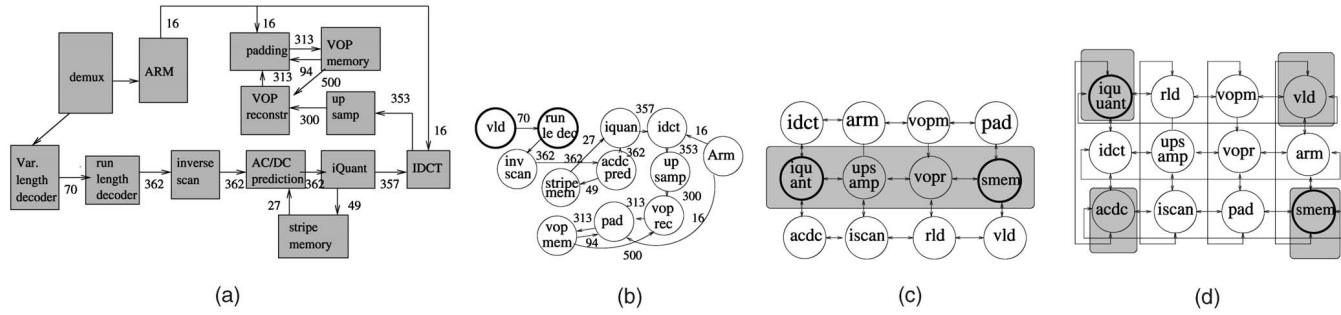 16
16
padding
313
VOP
memory
94
313
500
demux
ARM
VOP
reconstr
300
up
samp
353
16
Var.
length
decoder
70
run
length
decoder
362
inverse
scan
362
AC/DC
prediction
362
iQuant
357
IDCT
27
49
stripe
memory
(a)
vld
70
run
le dec
iquan
357
idct
16
Arm
27
353
inv
scan
362
362
362
acdc
pred
up
samp
stripe
mem
49
300
313
313
pad
vop
rec
16
vop
mem
94
500
(b)
idct
arm
vopm
pad
iqu
ant
ups
amp
vopr
smem
acdc
iscan
rld
vld
(c)
iqu
uant
rld
vopm
vld
idct
ups
amp
vopr
arm
acdc
iscan
pad
smem
(d)